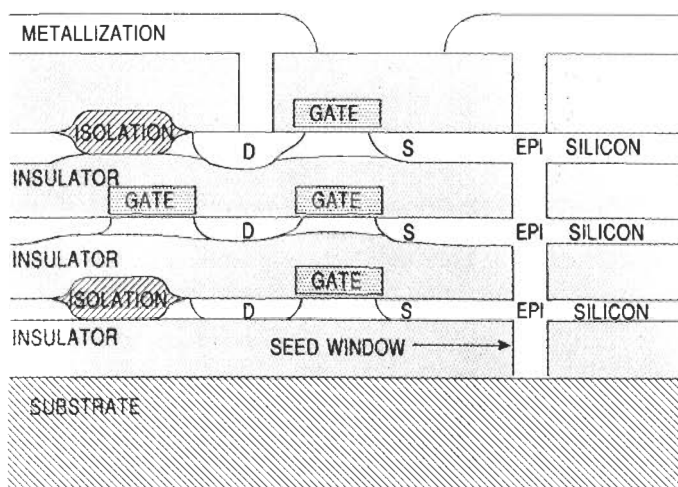 METALLIZATION
GATE
ISOLATION
D
S
EPI SILICON
INSULATOR
GATE
GATE
D
S
EPI SILICON
INSULATOR
GATE
ISOLATION
D
EPI SILICON
S
INSULATOR
SEED WINDOW
SUBSTRATE